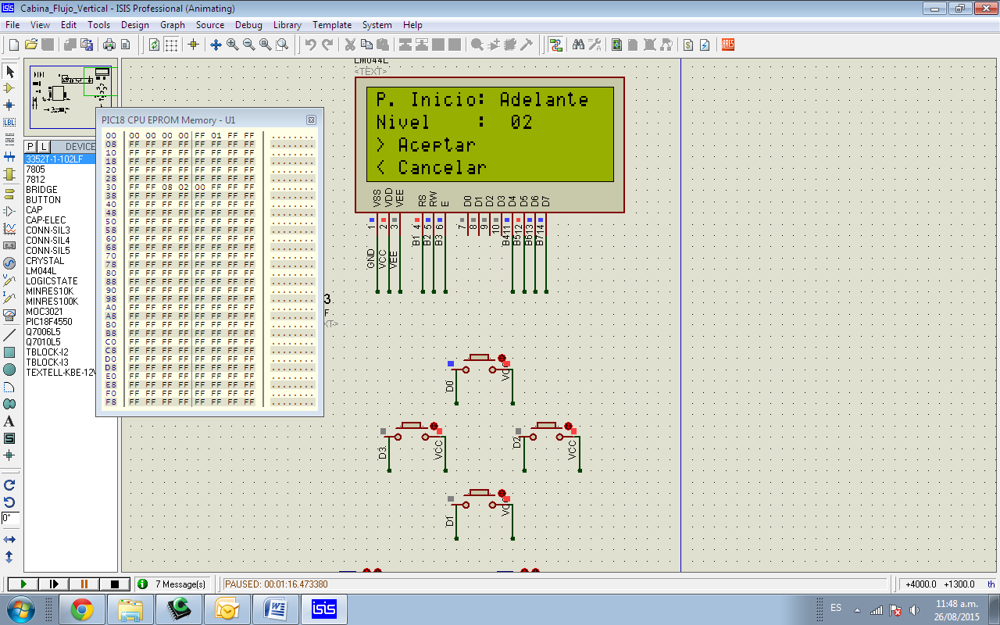 Cabina_Flujo_Vertical - ISIS Professional (Animating)
File View Edit Tools Design Graph Source Debug Library Template System Help
LM044L
<TEXT>
P. Inicio: Adelante
Nivel : 02
> Aceptar
< Cancelar
VSS VDD VEE RS RW E D0 D1 D2 D3 D4 D5 D6 D7
1 2 3 4 5 6 7 8 9 10 11 12 13 14
B1 B2 B3 B4 B5 B6 B7
GND VCC VEE
PIC18 CPU EPROM Memory - U1
00 00 00 00 00 FF 01 FF FF ........
08 FF FF FF FF FF FF FF FF ........
10 FF FF FF FF FF FF FF FF ........
18 FF FF FF FF FF FF FF FF ........
20 FF FF FF FF FF FF FF FF ........
28 FF FF FF FF FF FF FF FF ........
30 FF FF 08 02 00 FF FF FF ........
38 FF FF FF FF FF FF FF FF ........
40 FF FF FF FF FF FF FF FF ........
48 FF FF FF FF FF FF FF FF ........
50 FF FF FF FF FF FF FF FF ........
58 FF FF FF FF FF FF FF FF ........
60 FF FF FF FF FF FF FF FF ........
68 FF FF FF FF FF FF FF FF ........
70 FF FF FF FF FF FF FF FF ........
78 FF FF FF FF FF FF FF FF ........
80 FF FF FF FF FF FF FF FF ........
88 FF FF FF FF FF FF FF FF ........
90 FF FF FF FF FF FF FF FF ........
98 FF FF FF FF FF FF FF FF ........
A0 FF FF FF FF FF FF FF FF ........
A8 FF FF FF FF FF FF FF FF ........
B0 FF FF FF FF FF FF FF FF ........
B8 FF FF FF FF FF FF FF FF ........
C0 FF FF FF FF FF FF FF FF ........
C8 FF FF FF FF FF FF FF FF ........
D0 FF FF FF FF FF FF FF FF ........
D8 FF FF FF FF FF FF FF FF ........
E0 FF FF FF FF FF FF FF FF ........
E8 FF FF FF FF FF FF FF FF ........
F0 FF FF FF FF FF FF FF FF ........
F8 FF FF FF FF FF FF FF FF ........
P L DEVICE
3352T-1-102LF
7805
7812
BRIDGE
BUTTON
CAP
CAP-ELEC
CONN-SIL3
CONN-SIL4
CONN-SIL5
CRYSTAL
LM044L
LOGICSTATE
MINRES10K
MINRES100K
MOC3021
PIC18F4550
Q7006L5
Q7010L5
TBLOCK-I2
TBLOCK-I3
TEXTELL-KBE-12V
LBL
A
S
0°
3
F
XT>
D0 VCC
D3 VCC
D2 VCC
D1 VCC
7 Message(s)
PAUSED: 00:01:16.473380
+4000.0 +1300.0 th
isis
ES
11:48 a.m.
26/08/2015